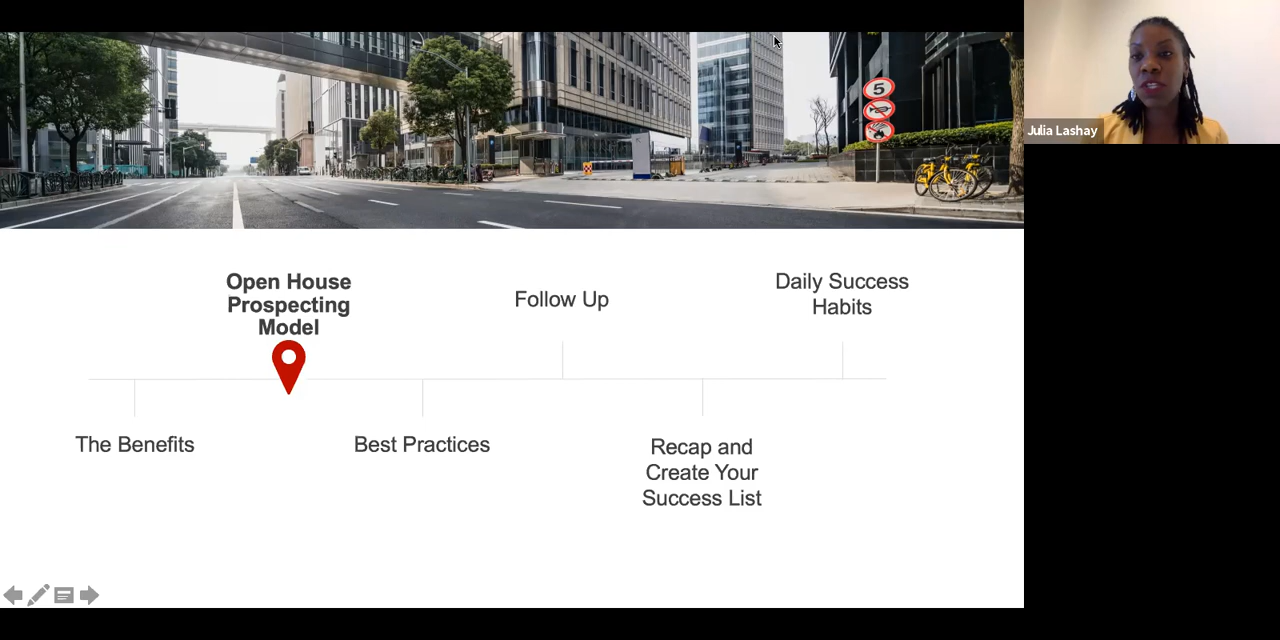 5
Julia Lashay
Open House
Prospecting
Model
Follow Up
Daily Success
Habits
The Benefits
Best Practices
Recap and
Create Your
Success List